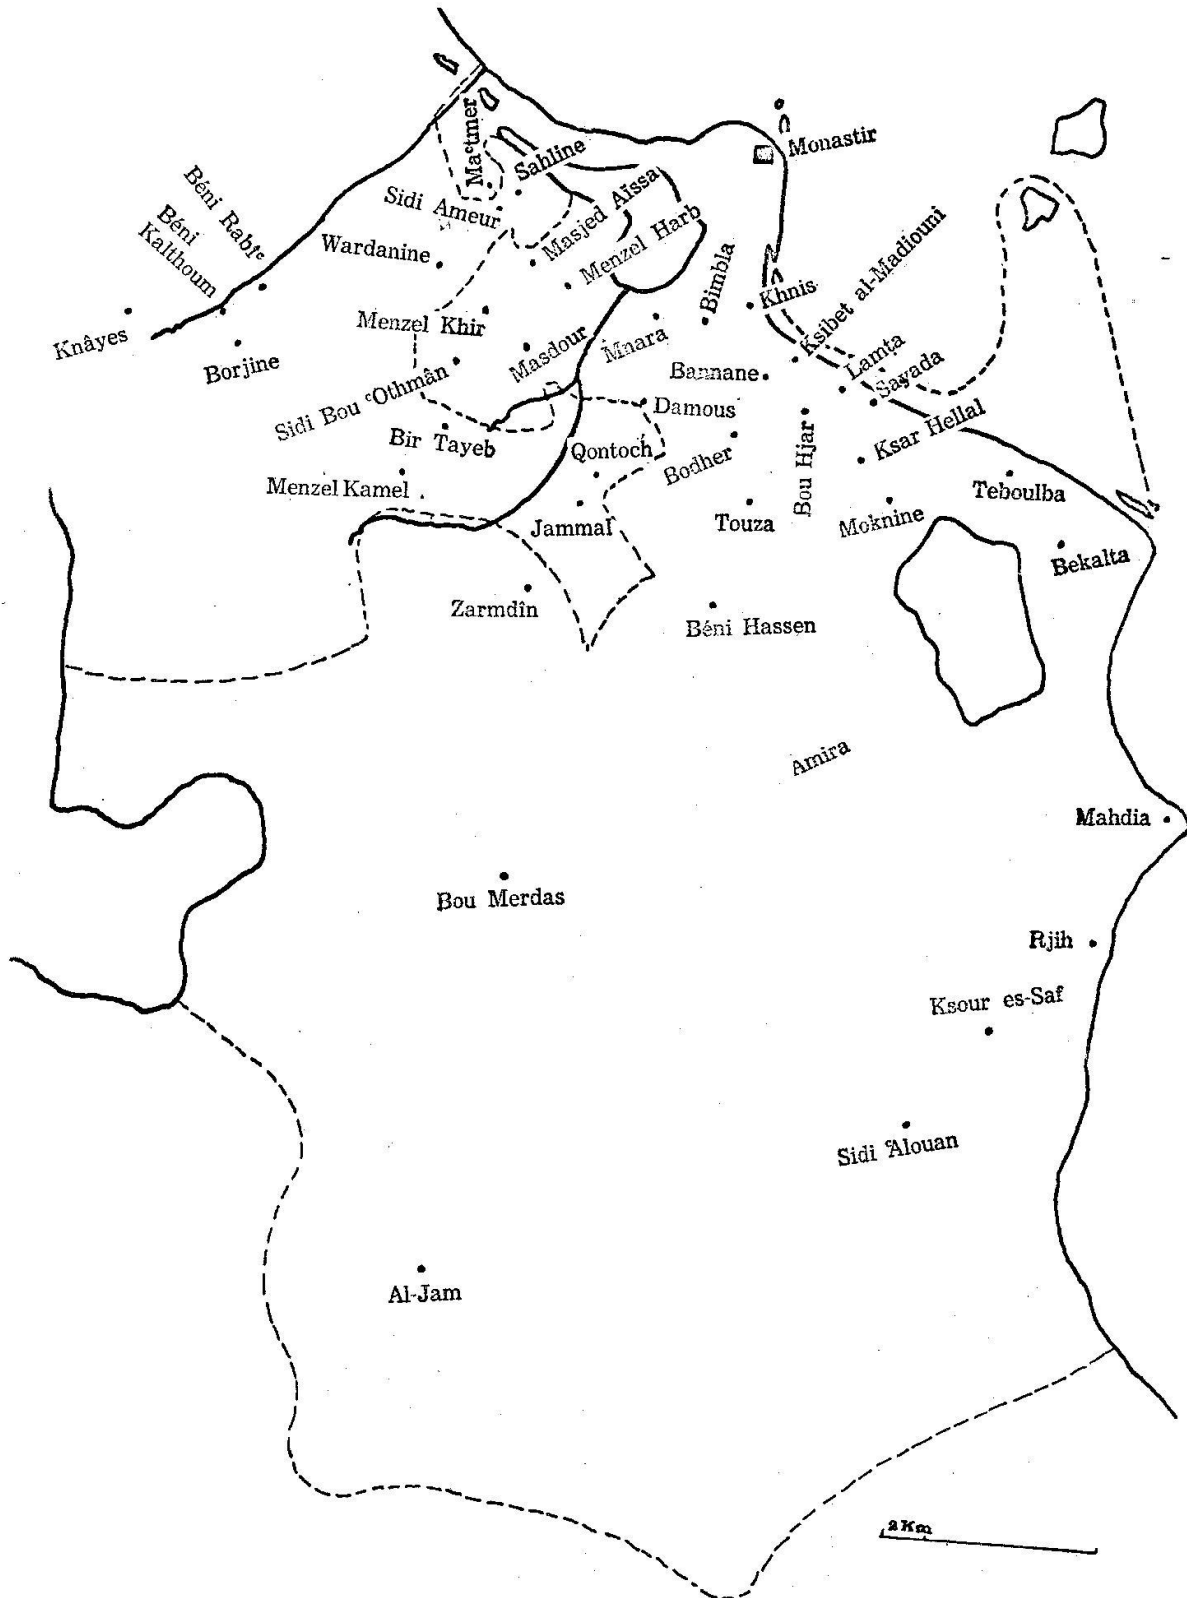 Monastir
Maᶜtmer
Sahline
Sidi Ameur
Masjed Aïssa
Béni Rabîᶜ
Béni
Kalthoum
Wardanine
Menzel Harb
Bimbla
Khnis
Ksibet al-Madiouni
Knâyes
Borjine
Menzel Khir
Masdour
Mnara
Lamta
Sayada
Bannane
Sidi Bou ᶜOthmân
Damous
Bir Tayeb
Qontoch
Bodher
Bou Hjar
Ksar Hellal
Menzel Kamel
Jammal
Touza
Moknine
Teboulba
Bekalta
Zarmdîn
Béni Hassen
Amira
Mahdia
Bou Merdas
Rjih
Ksour es-Saf
Sidi ᶜAlouan
Al-Jam
2 Km